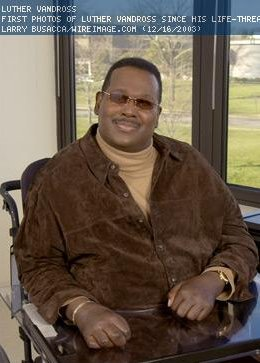 LUTHER VANDROSS
FIRST PHOTOS OF LUTHER VANDROSS SINCE HIS LIFE-THREA
LARRY BUSACCA/WIREIMAGE.COM (12/16/2003)